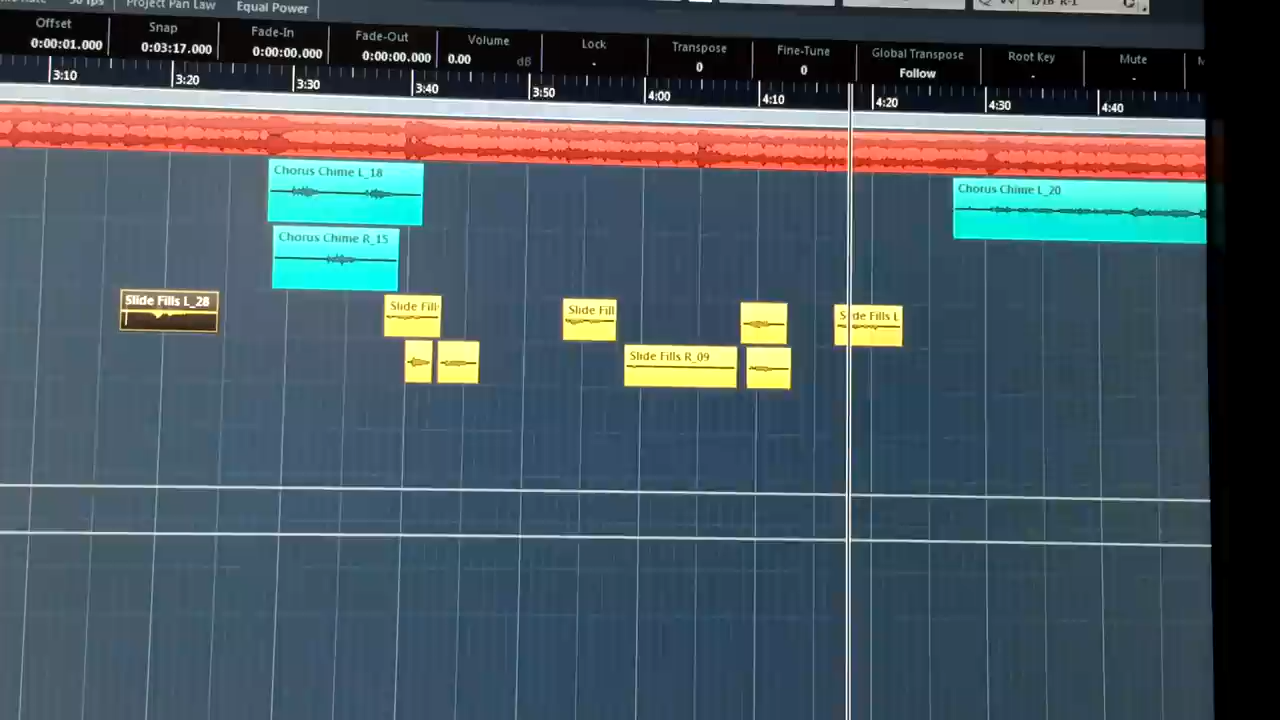 Project Pan Law Equal Power
Offset Snap Fade-In Fade-Out Volume Lock Transpose Fine-Tune Global Transpose Root Key Mute
0:00:01.000 0:03:17.000 0:00:00.000 0:00:00.000 0.00 dB - 0 0 Follow - -
3:10 3:20 3:30 3:40 3:50 4:00 4:10 4:20 4:30 4:40
Chorus Chime L_18
Chorus Chime L_20
Chorus Chime R_15
Slide Fills L_28
Slide Fill
Slide Fill
Slide Fills L
Slide Fills R_09